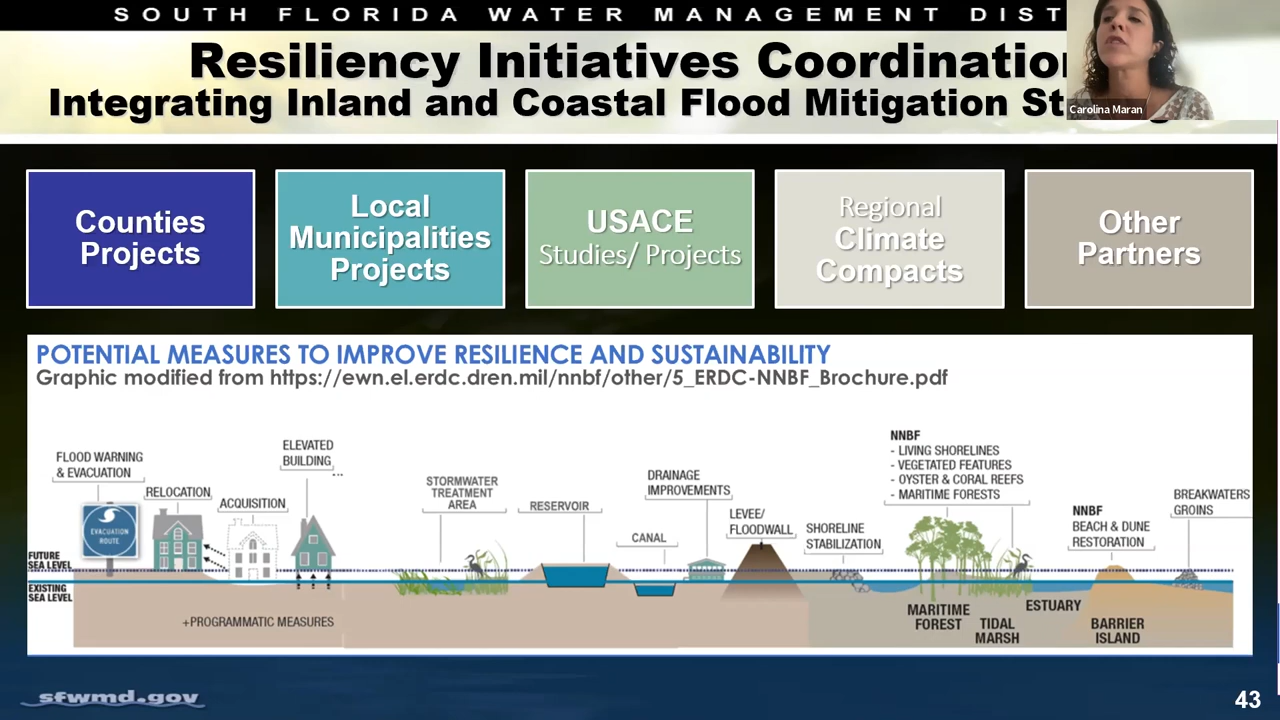 SOUTH FLORIDA WATER MANAGEMENT DIST
Resiliency Initiatives Coordination
Integrating Inland and Coastal Flood Mitigation St
Carolina Maran
Counties
Projects
Local
Municipalities
Projects
USACE
Studies/ Projects
Regional
Climate
Compacts
Other
Partners
POTENTIAL MEASURES TO IMPROVE RESILIENCE AND SUSTAINABILITY
Graphic modified from https://ewn.el.erdc.dren.mil/nnbf/other/5_ERDC-NNBF_Brochure.pdf
FLOOD WARNING
& EVACUATION
RELOCATION
ACQUISITION
ELEVATED
BUILDING
...
STORMWATER
TREATMENT
AREA
RESERVOIR
CANAL
DRAINAGE
IMPROVEMENTS
LEVEE/
FLOODWALL
SHORELINE
STABILIZATION
NNBF
- LIVING SHORELINES
- VEGETATED FEATURES
- OYSTER & CORAL REEFS
- MARITIME FORESTS
NNBF
BEACH & DUNE
RESTORATION
BREAKWATERS
GROINS
EVACUATION
ROUTE
FUTURE
SEA LEVEL
EXISTING
SEA LEVEL
+PROGRAMMATIC MEASURES
MARITIME
FOREST
TIDAL
MARSH
ESTUARY
BARRIER
ISLAND
sfwmd.gov
43